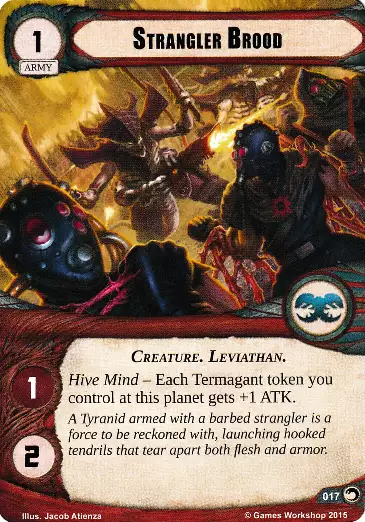 1
ARMY
STRANGLER BROOD
CREATURE. LEVIATHAN.
1
Hive Mind – Each Termagant token you
control at this planet gets +1 ATK.
2
A Tyranid armed with a barbed strangler is a
force to be reckoned with, launching hooked
tendrils that tear apart both flesh and armor.
017
Illus. Jacob Atienza
© Games Workshop 2015